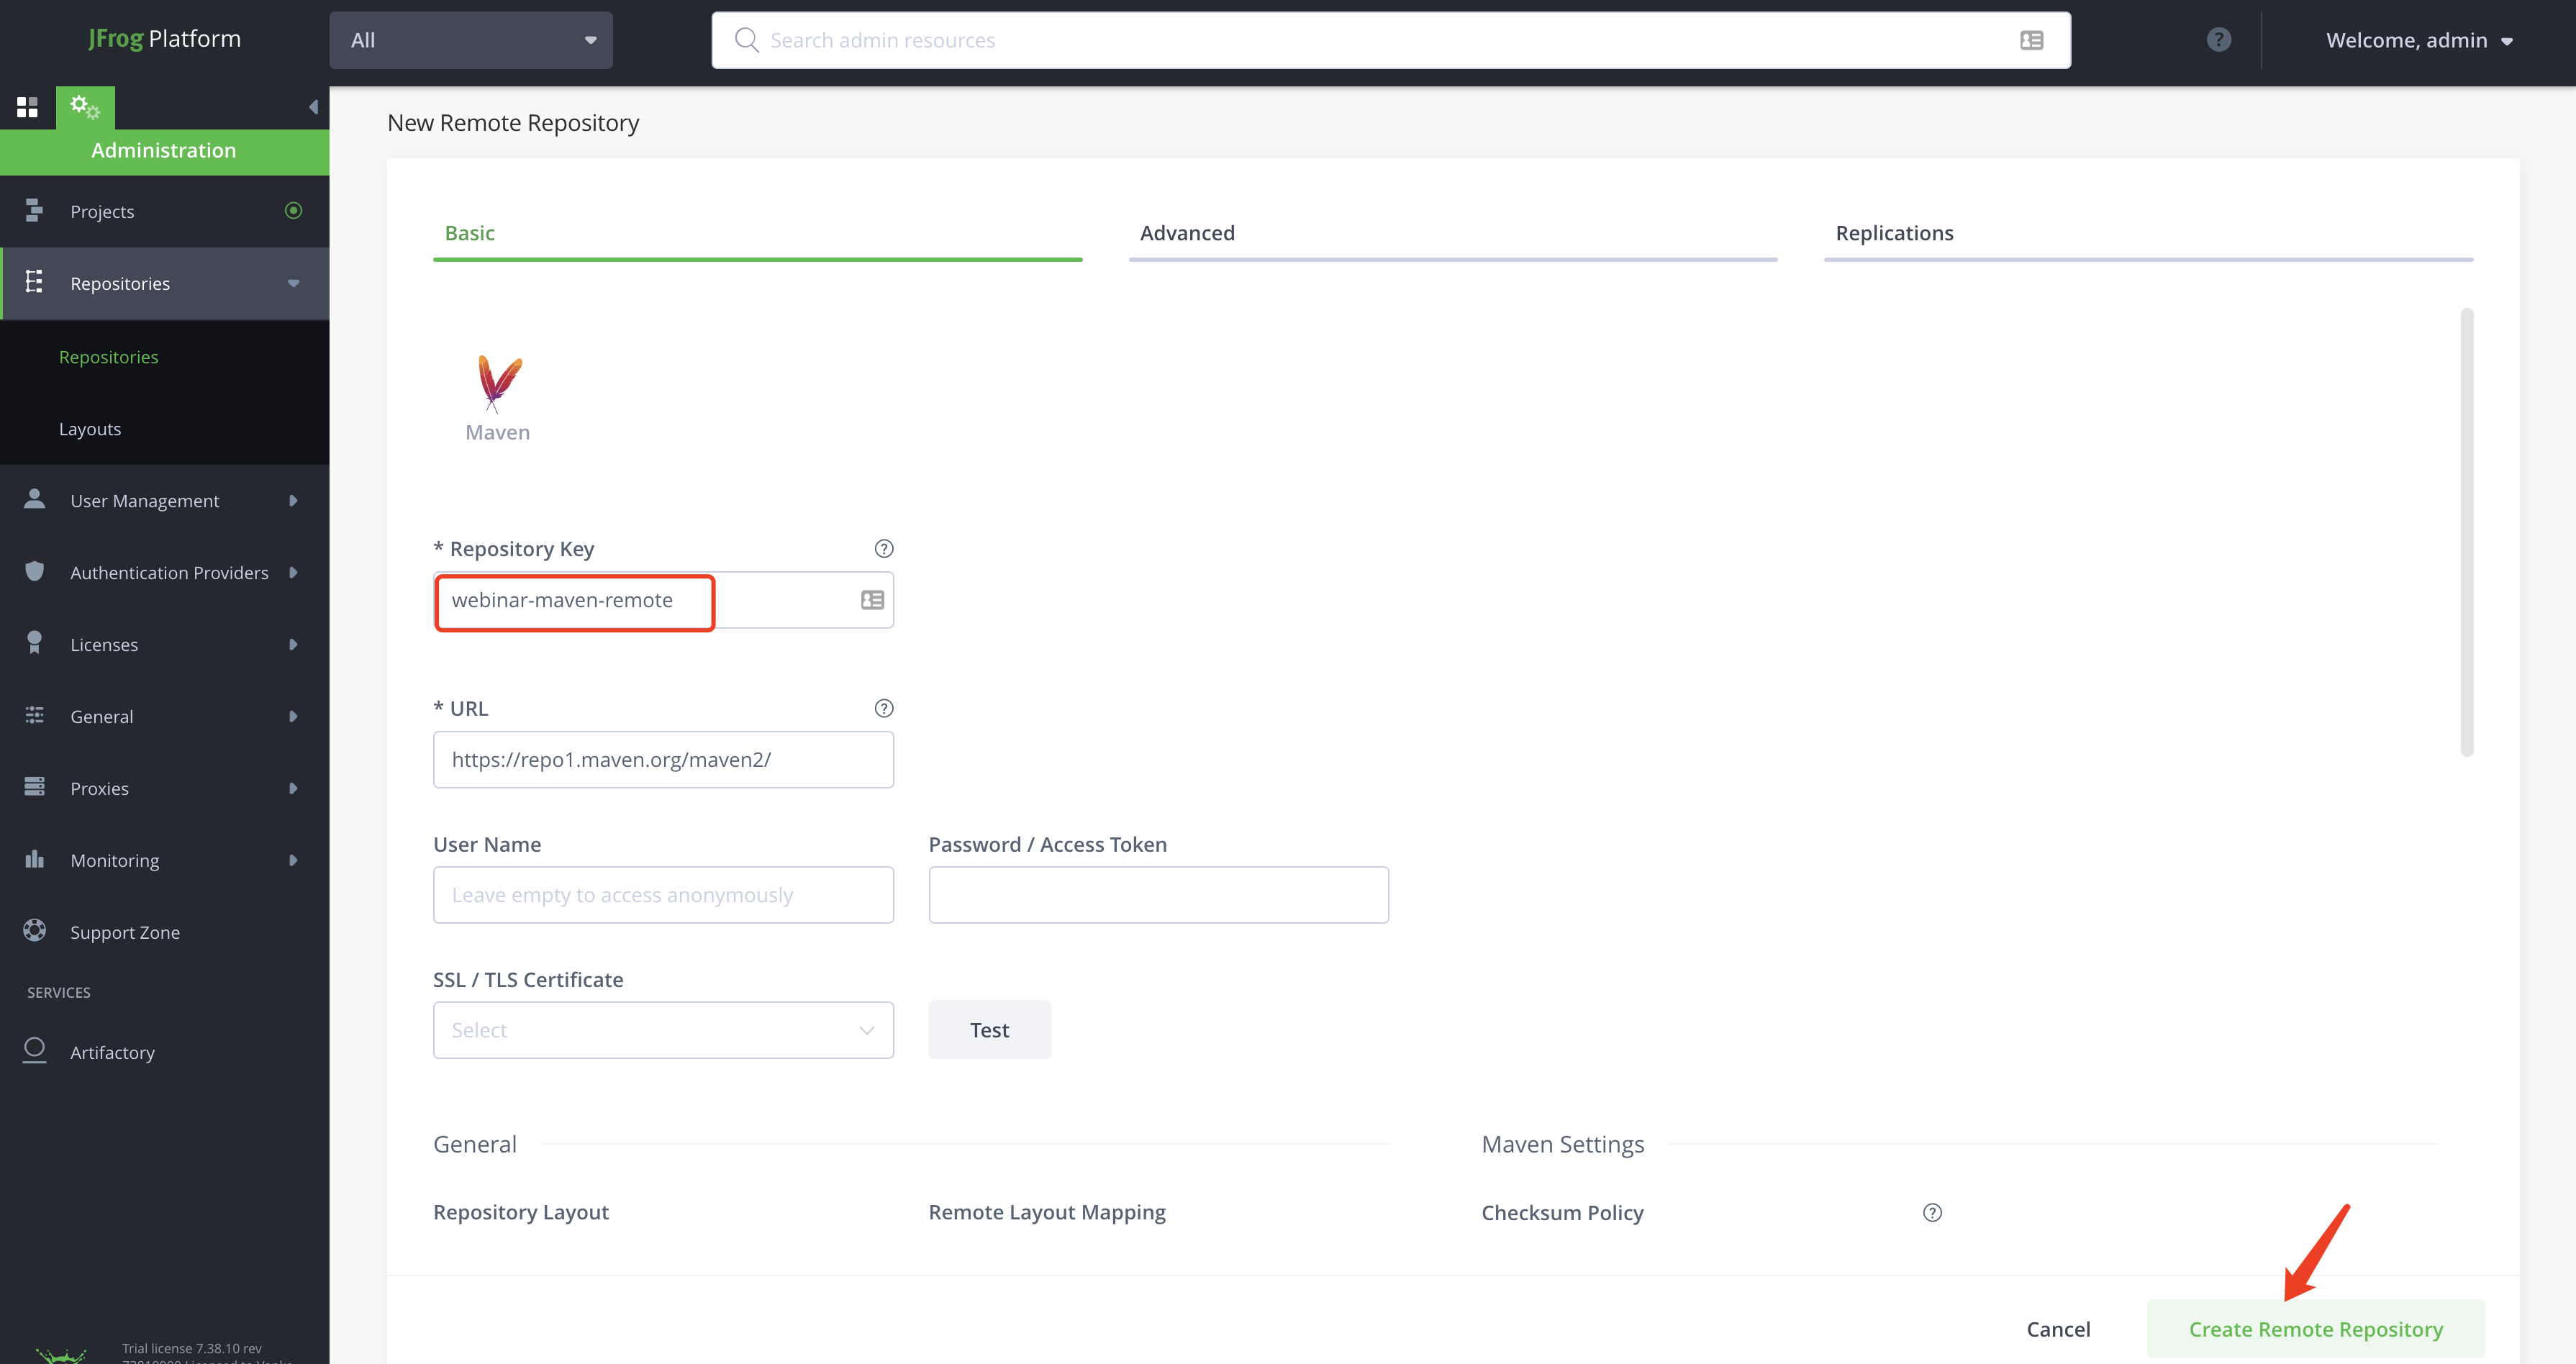 JFrog Platform
All
Search admin resources
Welcome, admin
Administration
Projects
Repositories
Repositories
Layouts
User Management
Authentication Providers
Licenses
General
Proxies
Monitoring
Support Zone
SERVICES
Artifactory
Trial license 7.38.10 rev
New Remote Repository
Basic
Advanced
Replications
Maven
* Repository Key
webinar-maven-remote
* URL
https://repo1.maven.org/maven2/
User Name
Password / Access Token
Leave empty to access anonymously
SSL / TLS Certificate
Select
Test
General
Maven Settings
Repository Layout
Remote Layout Mapping
Checksum Policy
Cancel
Create Remote Repository